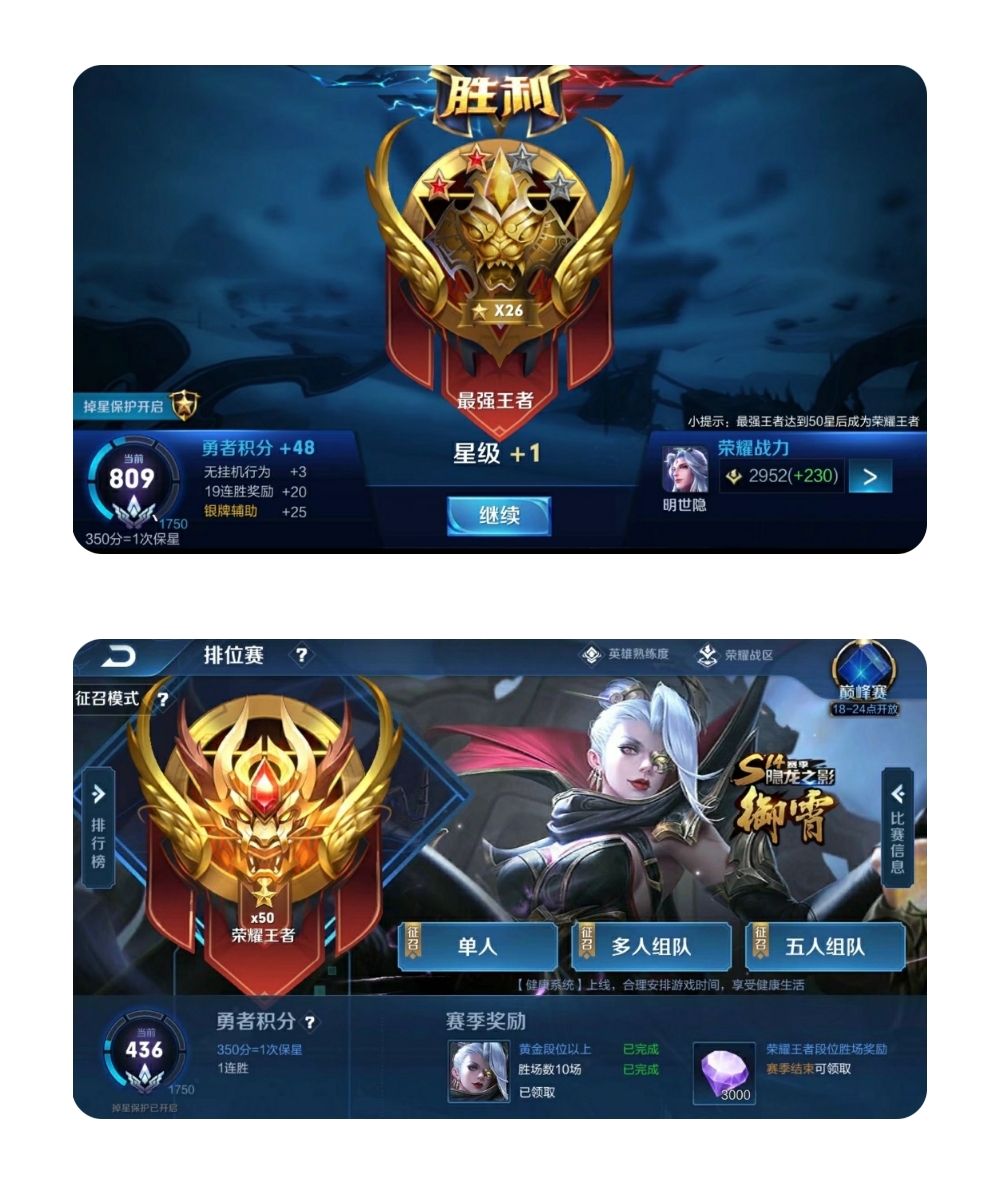 胜利
X26
最强王者
掉星保护开启
小提示：最强王者达到50星后成为荣耀王者
当前
809
1750
350分=1次保星
勇者积分 +48
无挂机行为 +3
19连胜奖励 +20
银牌辅助 +25
星级 +1
继续
荣耀战力
2952(+230)
明世隐
排位赛 ?
英雄熟练度
荣耀战区
巅峰赛
18-24点开放
征召模式 ?
排行榜
S14赛季
隐龙之影
御霄
比赛信息
x50
荣耀王者
征召 单人
征召 多人组队
征召 五人组队
【健康系统】上线，合理安排游戏时间，享受健康生活
当前
436
1750
掉星保护已开启
勇者积分 ?
350分=1次保星
1连胜
赛季奖励
黄金段位以上 已完成
胜场数10场 已完成
已领取
3000
荣耀王者段位胜场奖励
赛季结束可领取